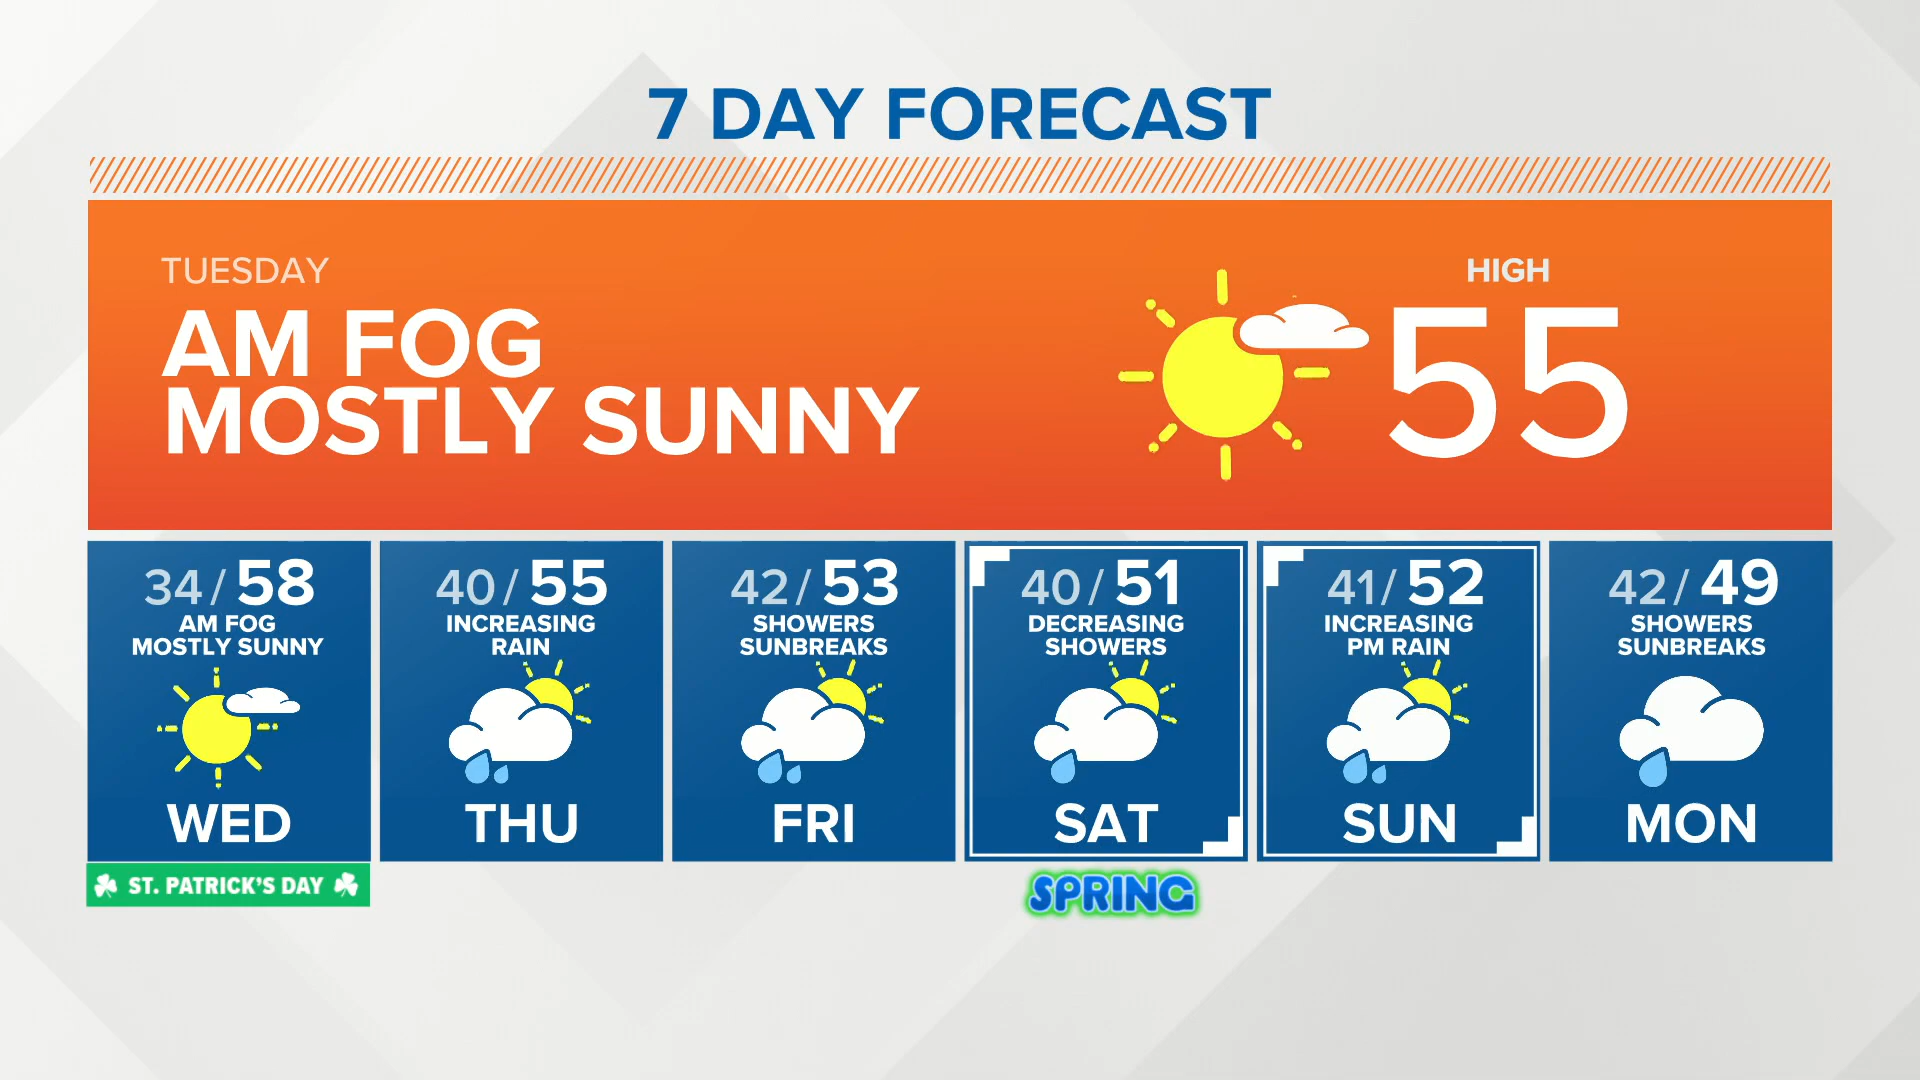 7 DAY FORECAST
TUESDAY
AM FOG
MOSTLY SUNNY
HIGH
55
34/58
AM FOG
MOSTLY SUNNY
WED
ST. PATRICK'S DAY
40/55
INCREASING
RAIN
THU
42/53
SHOWERS
SUNBREAKS
FRI
40/51
DECREASING
SHOWERS
SAT
SPRING
41/52
INCREASING
PM RAIN
SUN
42/49
SHOWERS
SUNBREAKS
MON